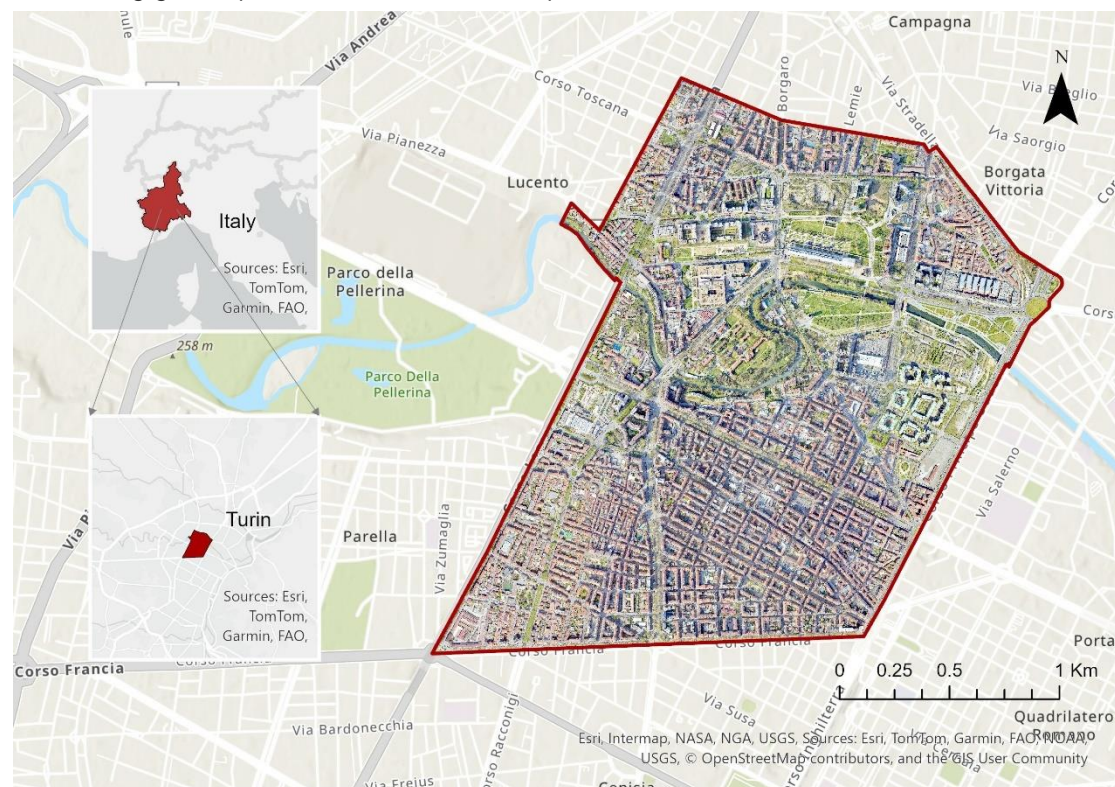 Campagna
Via Andrea
Corso Toscana
Borgaro
Lemie
Via Stradell
N
Via Saorgio
Via Pianezza
Lucento
Borgata
Vittoria
Italy
Sources: Esri,
TomTom,
Garmin, FAO,
Parco della
Pellerina
258 m
Parco Della
Pellerina
Cors
Turin
Sources: Esri,
TomTom,
Garmin, FAO,
Parella
Via Zumaglia
Via Salerno
Corso Francia
Corso Francia
Porta
0 0.25 0.5 1 Km
Via Bardonecchia
Corso Racconigi
Via Susa
Quadrilatero
Romano
Esri, Intermap, NASA, NGA, USGS, Sources: Esri, TomTom, Garmin, FAO, NOAA,
USGS, © OpenStreetMap contributors, and the GIS User Community